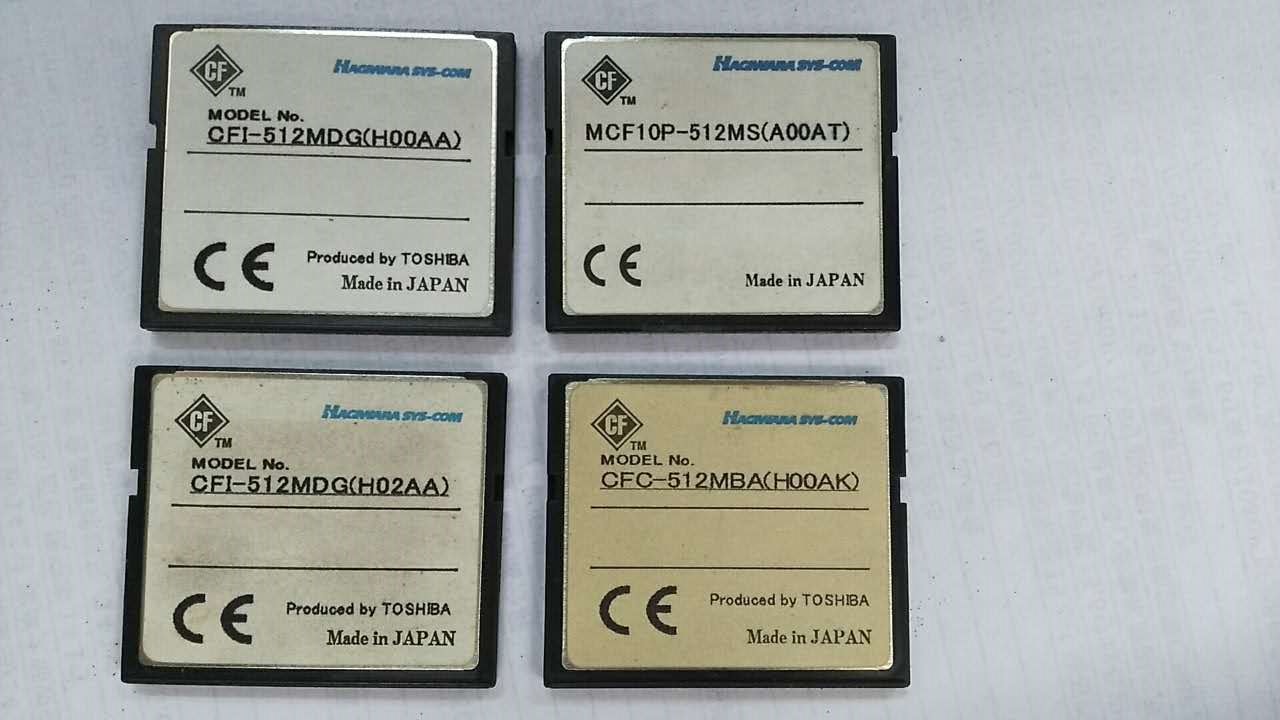 CF
TM
HAGIWARA SYS-COM
MODEL No.
CFI-512MDG(H00AA)
CE
Produced by TOSHIBA
Made in JAPAN
CF
TM
HAGIWARA SYS-COM
MCF10P-512MS(A00AT)
CE
Made in JAPAN
CF
TM
HAGIWARA SYS-COM
MODEL No.
CFI-512MDG(H02AA)
CE
Produced by TOSHIBA
Made in JAPAN
CF
TM
HAGIWARA SYS-COM
MODEL No.
CFC-512MBA(H00AK)
CE
Produced by TOSHIBA
Made in JAPAN